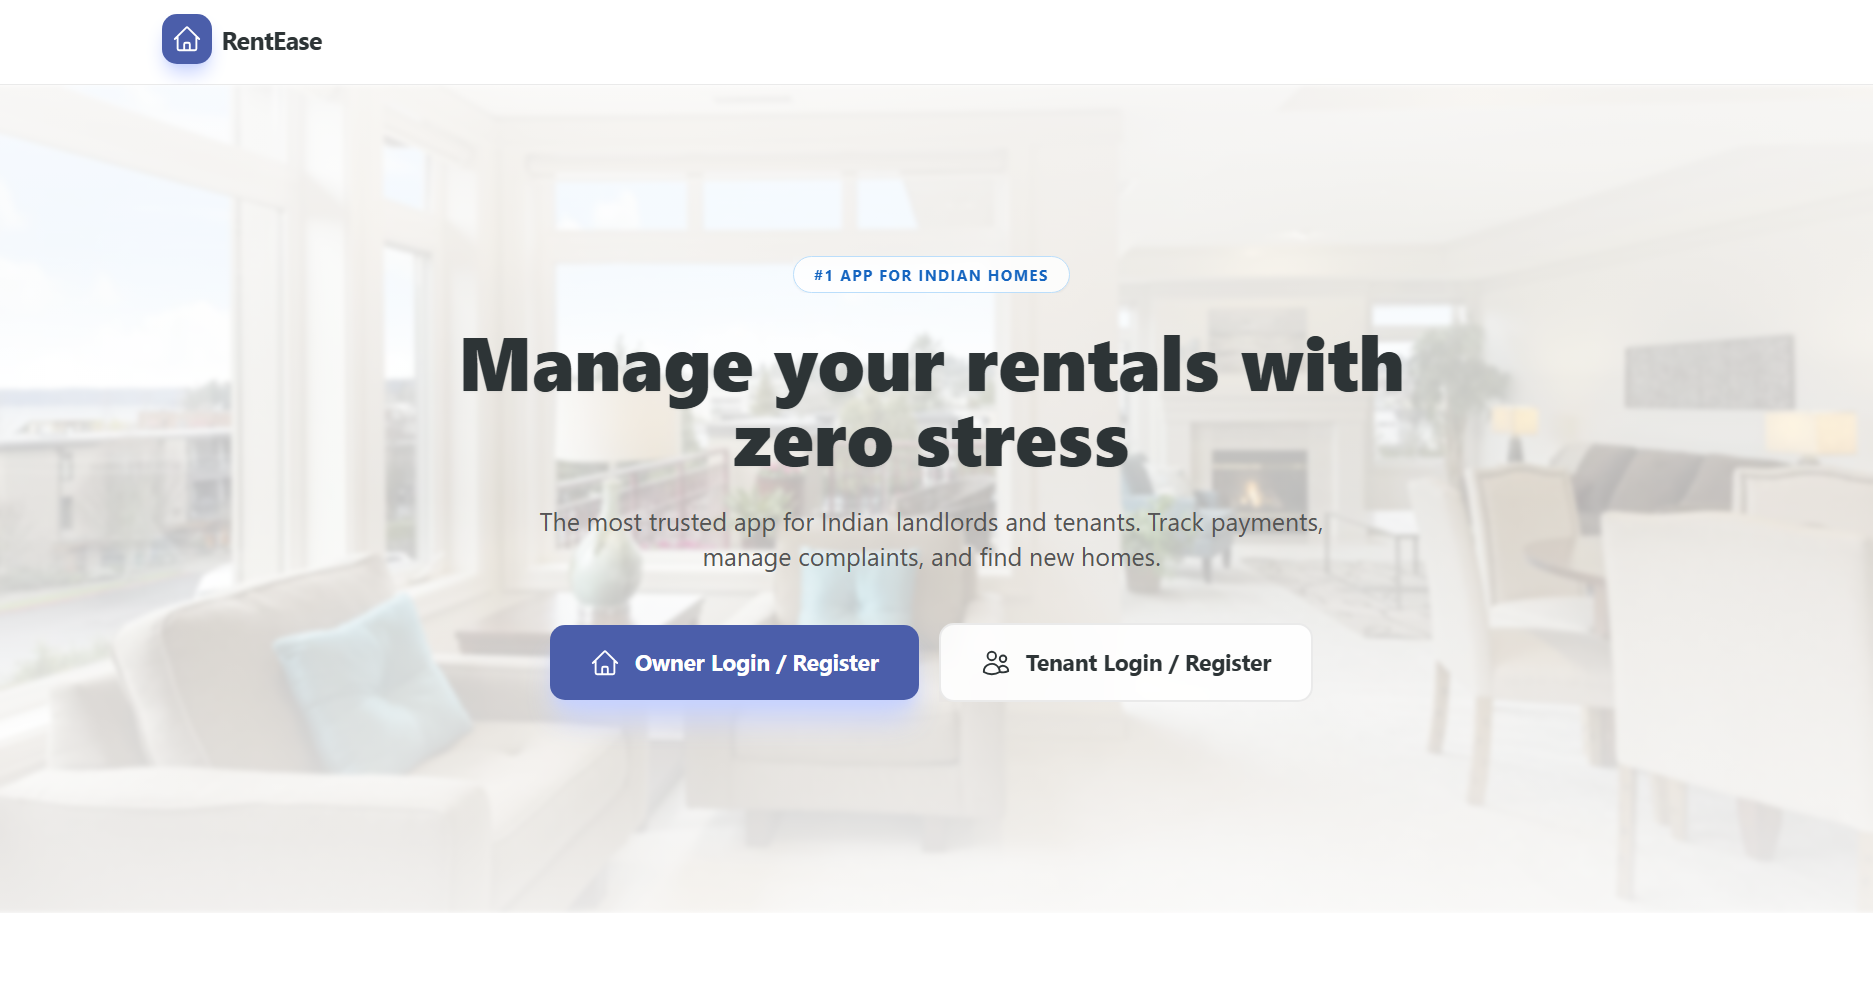 RentEase
#1 APP FOR INDIAN HOMES
Manage your rentals with
zero stress
The most trusted app for Indian landlords and tenants. Track payments,
manage complaints, and find new homes.
Owner Login / Register
Tenant Login / Register